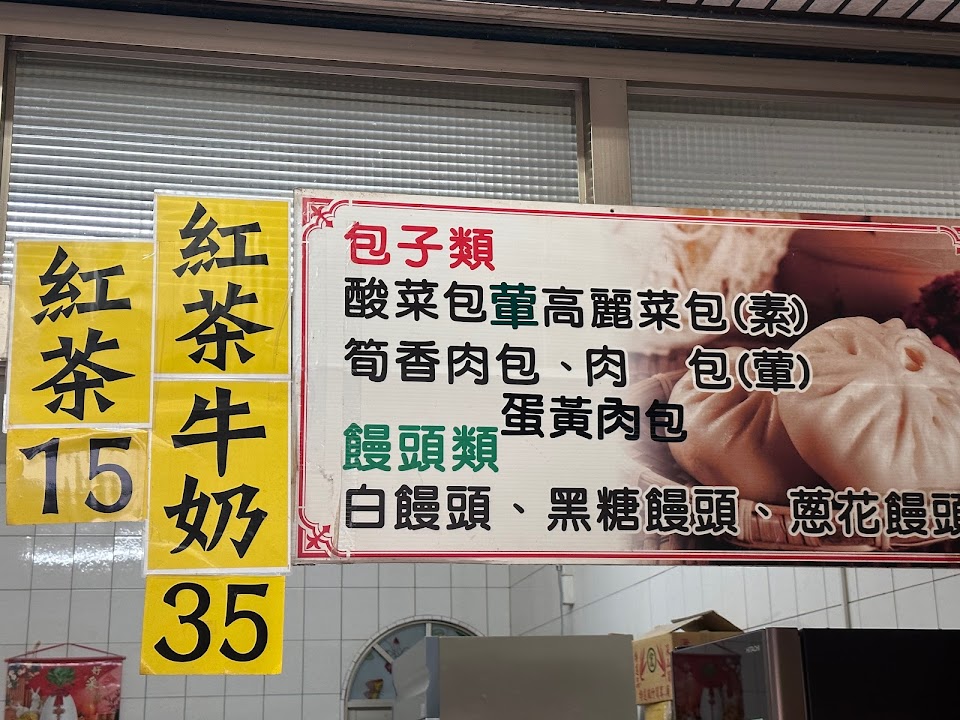 紅茶
15
紅茶牛奶
35
包子類
酸菜包葷高麗菜包(素)
筍香肉包、肉 包(葷)
蛋黃肉包
饅頭類
白饅頭、黑糖饅頭、蔥花饅頭